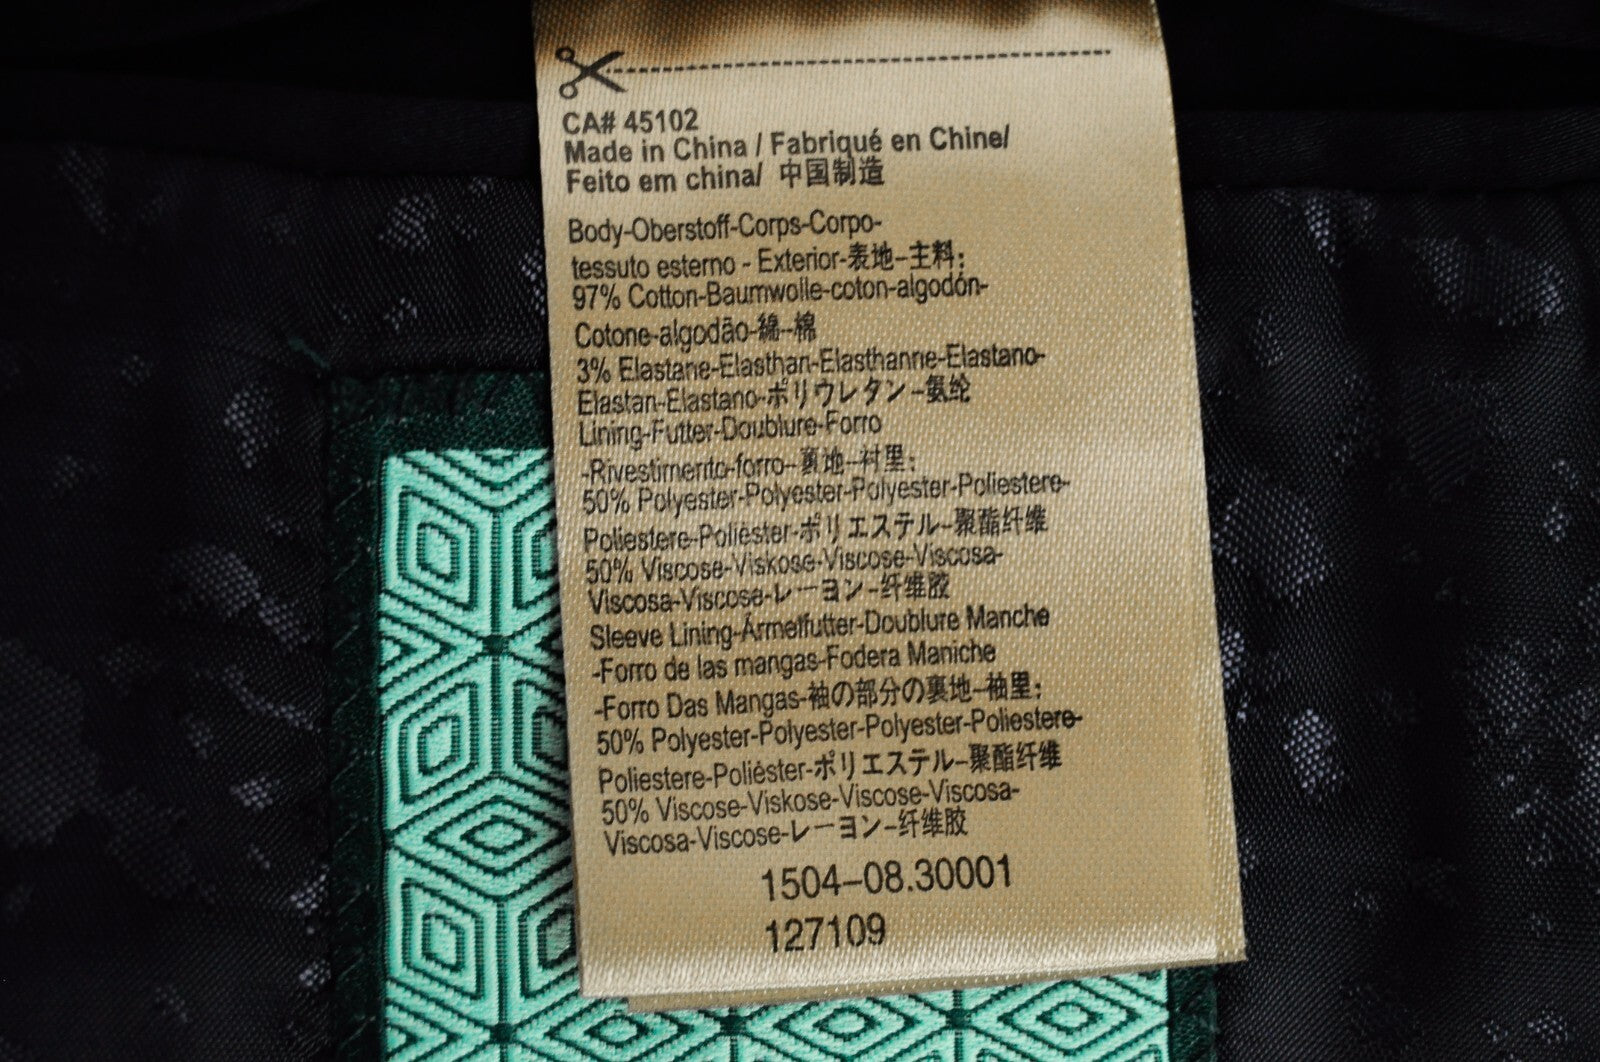 CA# 45102
Made in China / Fabriqué en Chine/
Feito em china/ 中国制造
Body-Oberstoff-Corps-Corpo-
tessuto esterno - Exterior-表地–主料:
97% Cotton-Baumwolle-coton-algodón-
Cotone-algodão-綿–棉
3% Elastane-Elasthan-Elasthanne-Elastano-
Elastan-Elastano-ポリウレタン–氨纶
Lining-Futter-Doublure-Forro
-Rivestimento-forro–裏地–衬里:
50% Polyester-Polyester-Polyester-Poliestere-
Poliestere-Poliéster-ポリエステル–聚酯纤维
50% Viscose-Viskose-Viscose-Viscosa-
Viscosa-Viscose-レーヨン-纤维胶
Sleeve Lining-Ärmelfutter-Doublure Manche
-Forro de las mangas-Fodera Maniche
-Forro Das Mangas-袖の部分の裏地–袖里:
50% Polyester-Polyester-Polyester-Poliestere-
Poliestere-Poliéster-ポリエステル–聚酯纤维
50% Viscose-Viskose-Viscose-Viscosa-
Viscosa-Viscose-レーヨン-纤维胶
1504–08.30001
127109